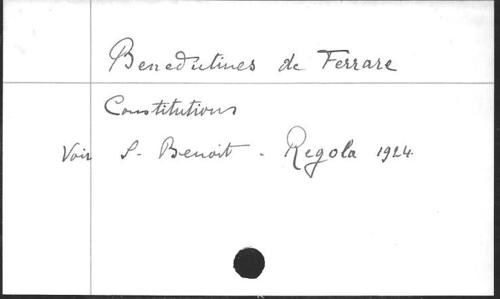 Benedictines de Ferrare
Constitutions
Voir S. Benoit. Regola 1924.